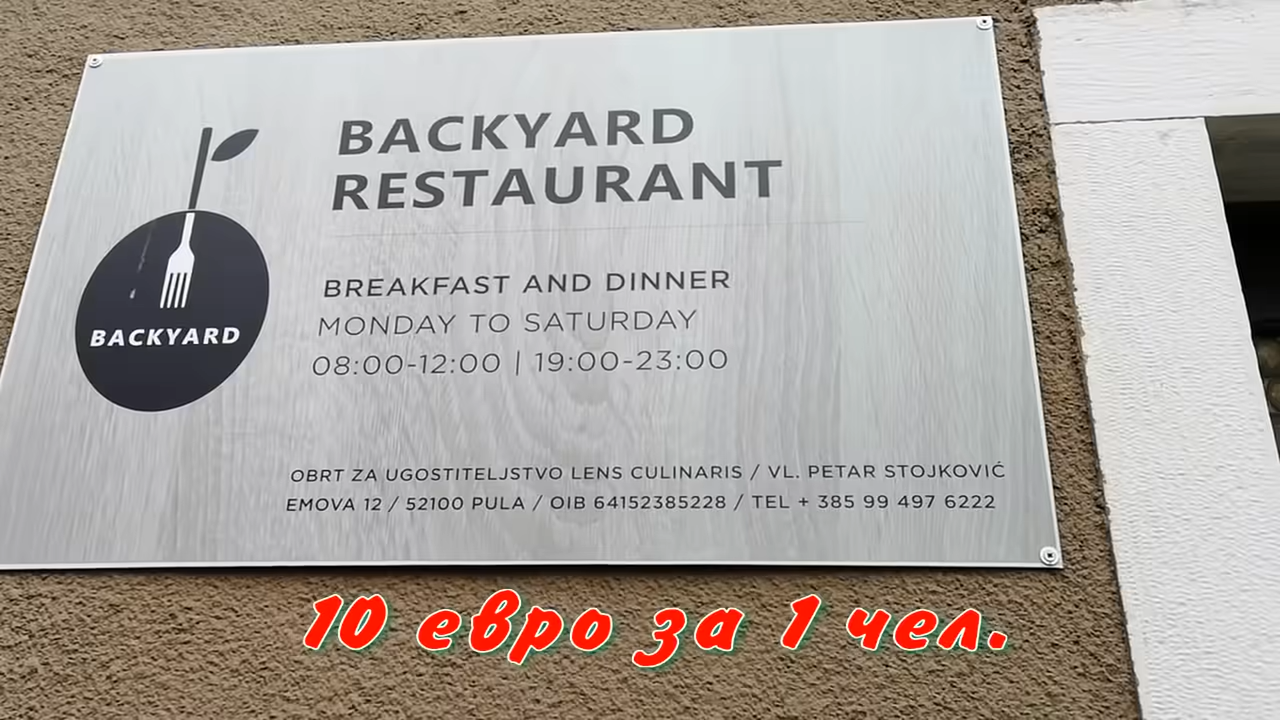 BACKYARD
RESTAURANT
BREAKFAST AND DINNER
MONDAY TO SATURDAY
08:00-12:00 | 19:00-23:00
BACKYARD
OBRT ZA UGOSTITELJSTVO LENS CULINARIS / VL. PETAR STOJKOVIĆ
EMOVA 12 / 52100 PULA / OIB 64152385228 / TEL + 385 99 497 6222
10 евро за 1 чел.